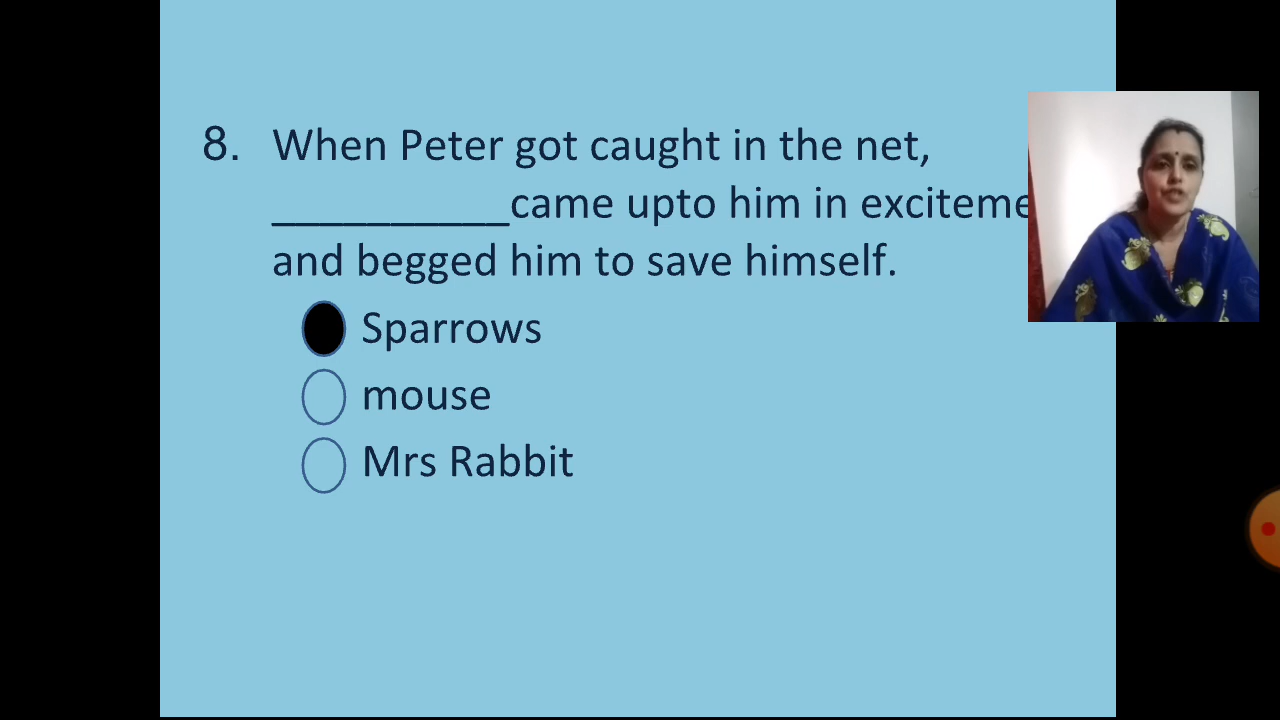 8. When Peter got caught in the net,
__________came upto him in exciteme
and begged him to save himself.
Sparrows
mouse
Mrs Rabbit